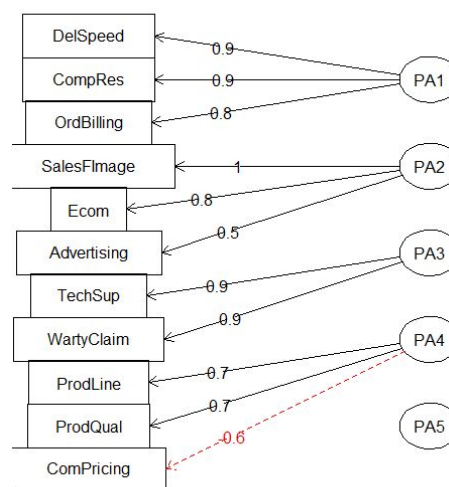 DelSpeed
0.9
CompRes
0.9
PA1
OrdBilling
0.8
SalesFImage
1
PA2
Ecom
0.8
Advertising
0.5
TechSup
0.9
PA3
WartyClaim
0.9
ProdLine
0.7
PA4
ProdQual
0.7
PA5
ComPricing
-0.6